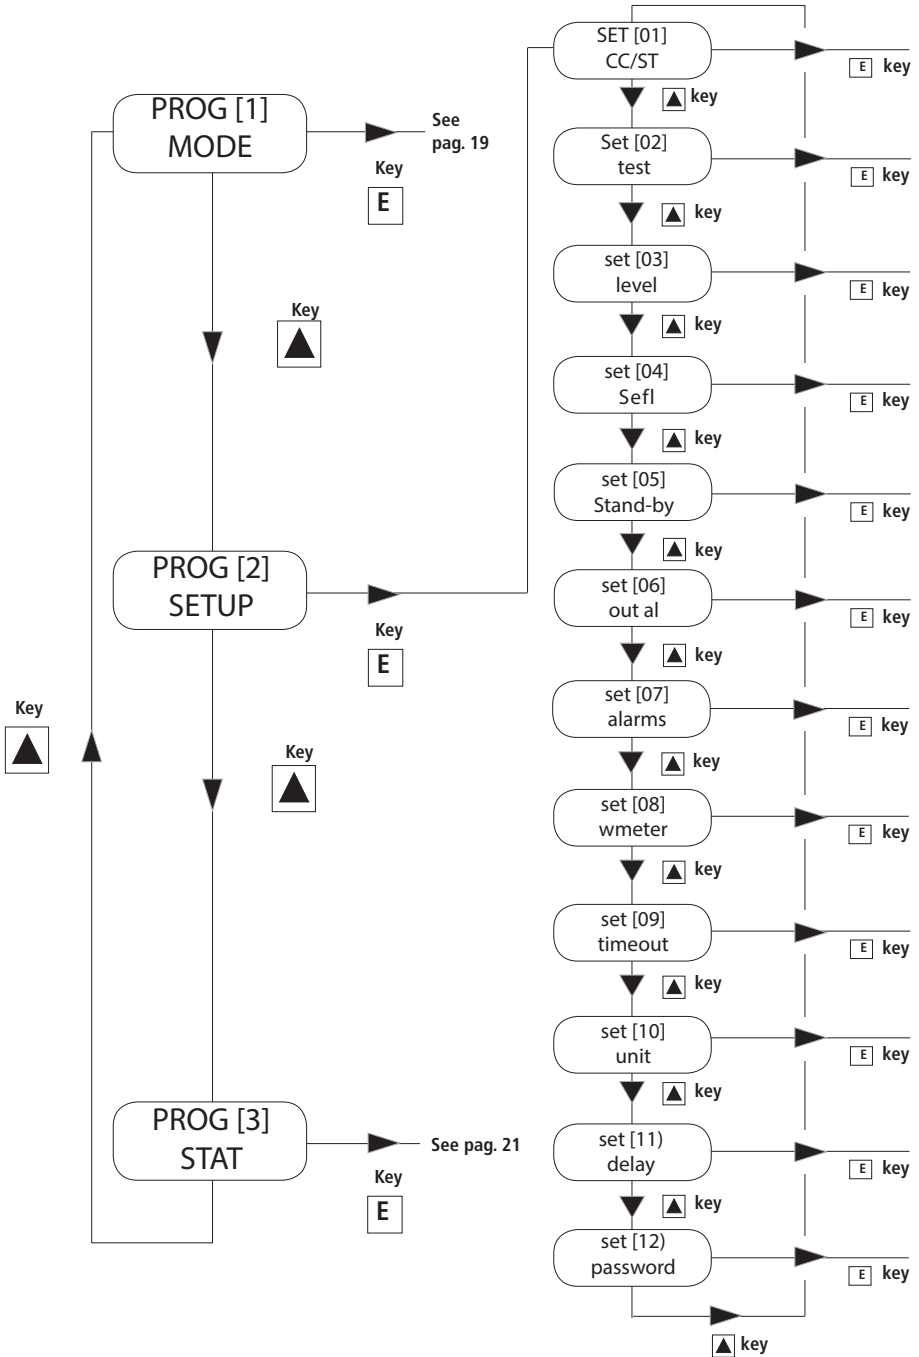 PROG [1]
MODE
See
pag. 19
Key
E
Key
PROG [2]
SETUP
Key
E
Key
Key
PROG [3]
STAT
See pag. 21
Key
E
SET [01]
CC/ST
E key
key
Set [02]
test
E key
key
set [03]
level
E key
key
set [04]
Sefl
E key
key
set [05]
Stand-by
E key
key
set [06]
out al
E key
key
set [07]
alarms
E key
key
set [08]
wmeter
E key
key
set [09]
timeout
E key
key
set [10]
unit
E key
key
set [11)
delay
E key
key
set [12)
password
E key
key